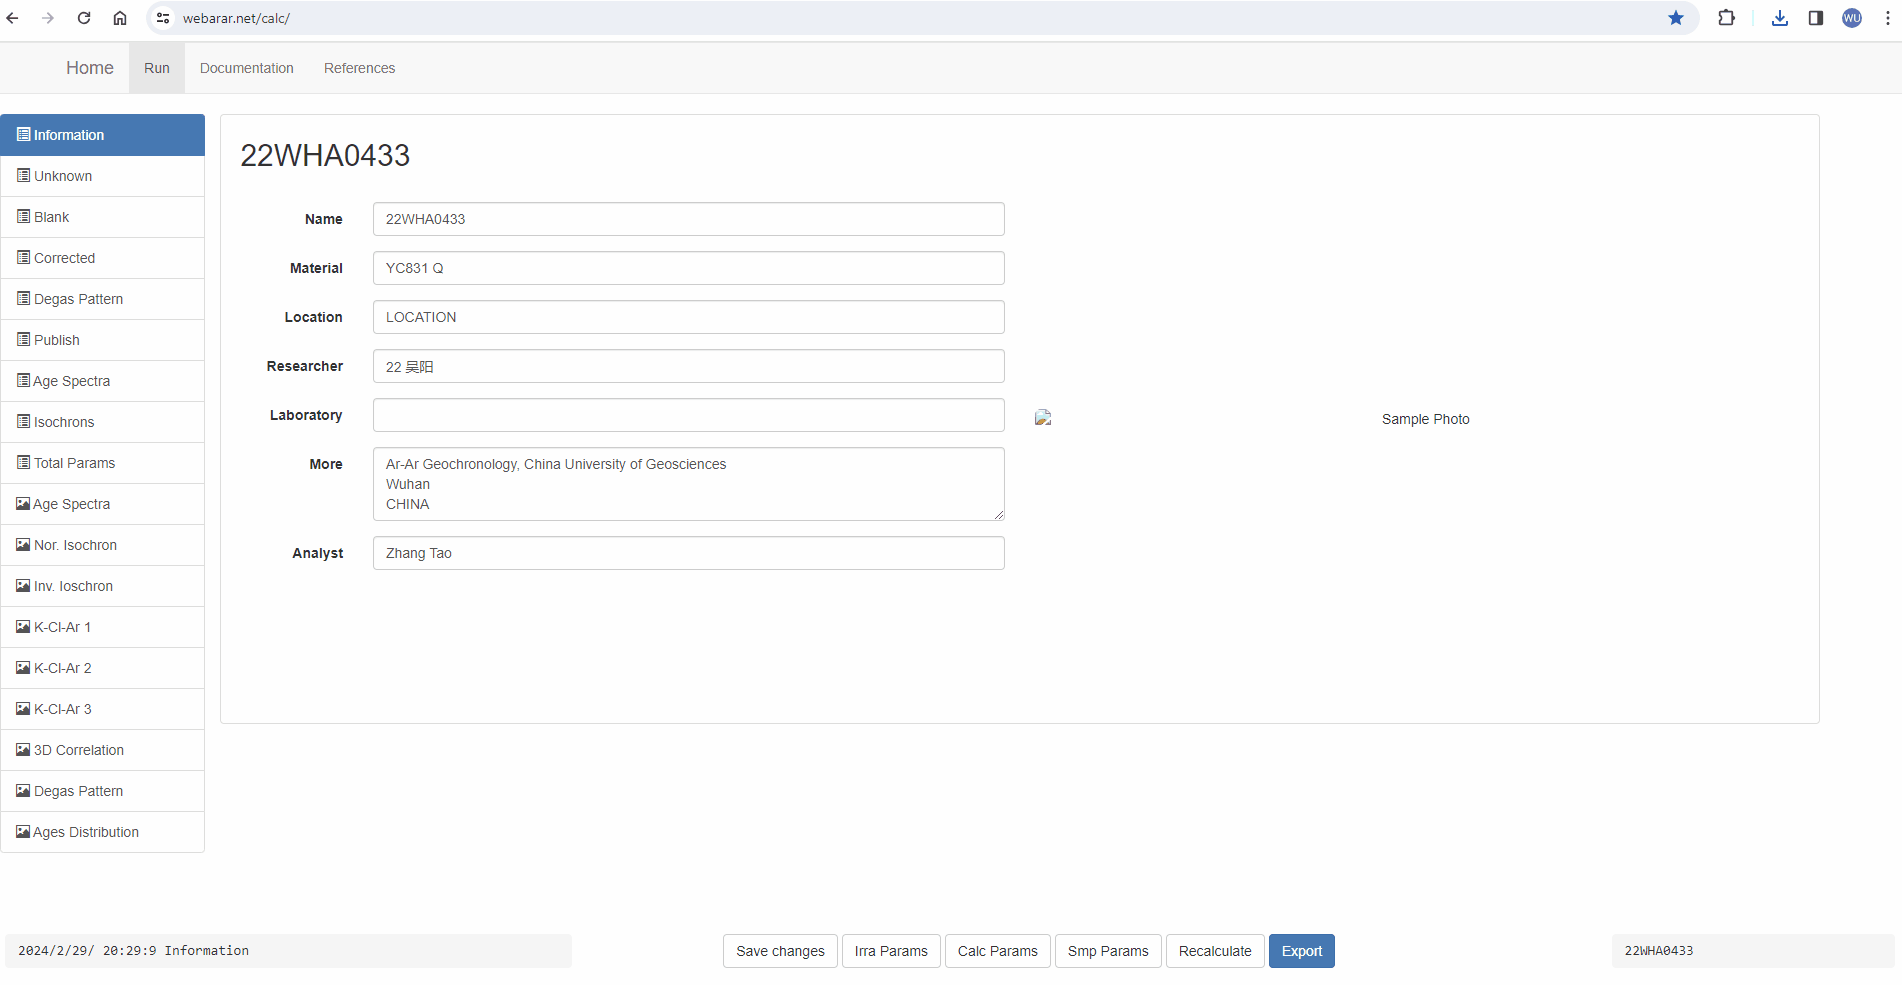 webarar.net/calc/
WU
Home
Run
Documentation
References
Information
Unknown
Blank
Corrected
Degas Pattern
Publish
Age Spectra
Isochrons
Total Params
Age Spectra
Nor. Isochron
Inv. Ioschron
K-Cl-Ar 1
K-Cl-Ar 2
K-Cl-Ar 3
3D Correlation
Degas Pattern
Ages Distribution
22WHA0433
Name 22WHA0433
Material YC831 Q
Location LOCATION
Researcher 22 吴阳
Laboratory
More Ar-Ar Geochronology, China University of Geosciences
Wuhan
CHINA
Analyst Zhang Tao
Sample Photo
2024/2/29/ 20:29:9 Information
Save changes
Irra Params
Calc Params
Smp Params
Recalculate
Export
22WHA0433